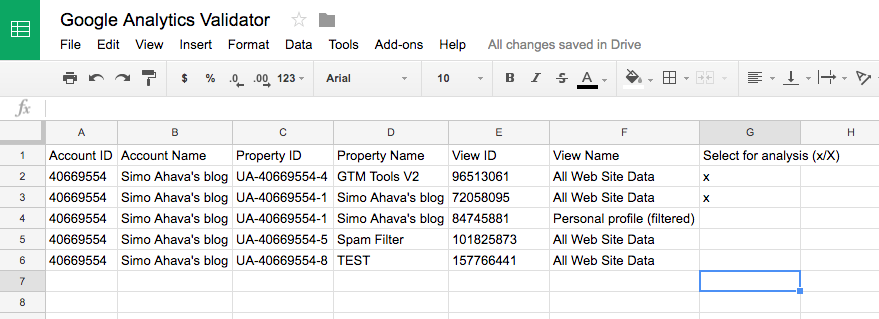 Google Analytics Validator
File Edit View Insert Format Data Tools Add-ons Help All changes saved in Drive
$ % .0 .00 123 Arial 10 B I S A
fx
A B C D E F G H
1 Account ID Account Name Property ID Property Name View ID View Name Select for analysis (x/X)
2 40669554 Simo Ahava's blog UA-40669554-4 GTM Tools V2 96513061 All Web Site Data x
3 40669554 Simo Ahava's blog UA-40669554-1 Simo Ahava's blog 72058095 All Web Site Data x
4 40669554 Simo Ahava's blog UA-40669554-1 Simo Ahava's blog 84745881 Personal profile (filtered)
5 40669554 Simo Ahava's blog UA-40669554-5 Spam Filter 101825873 All Web Site Data
6 40669554 Simo Ahava's blog UA-40669554-8 TEST 157766441 All Web Site Data
7
8